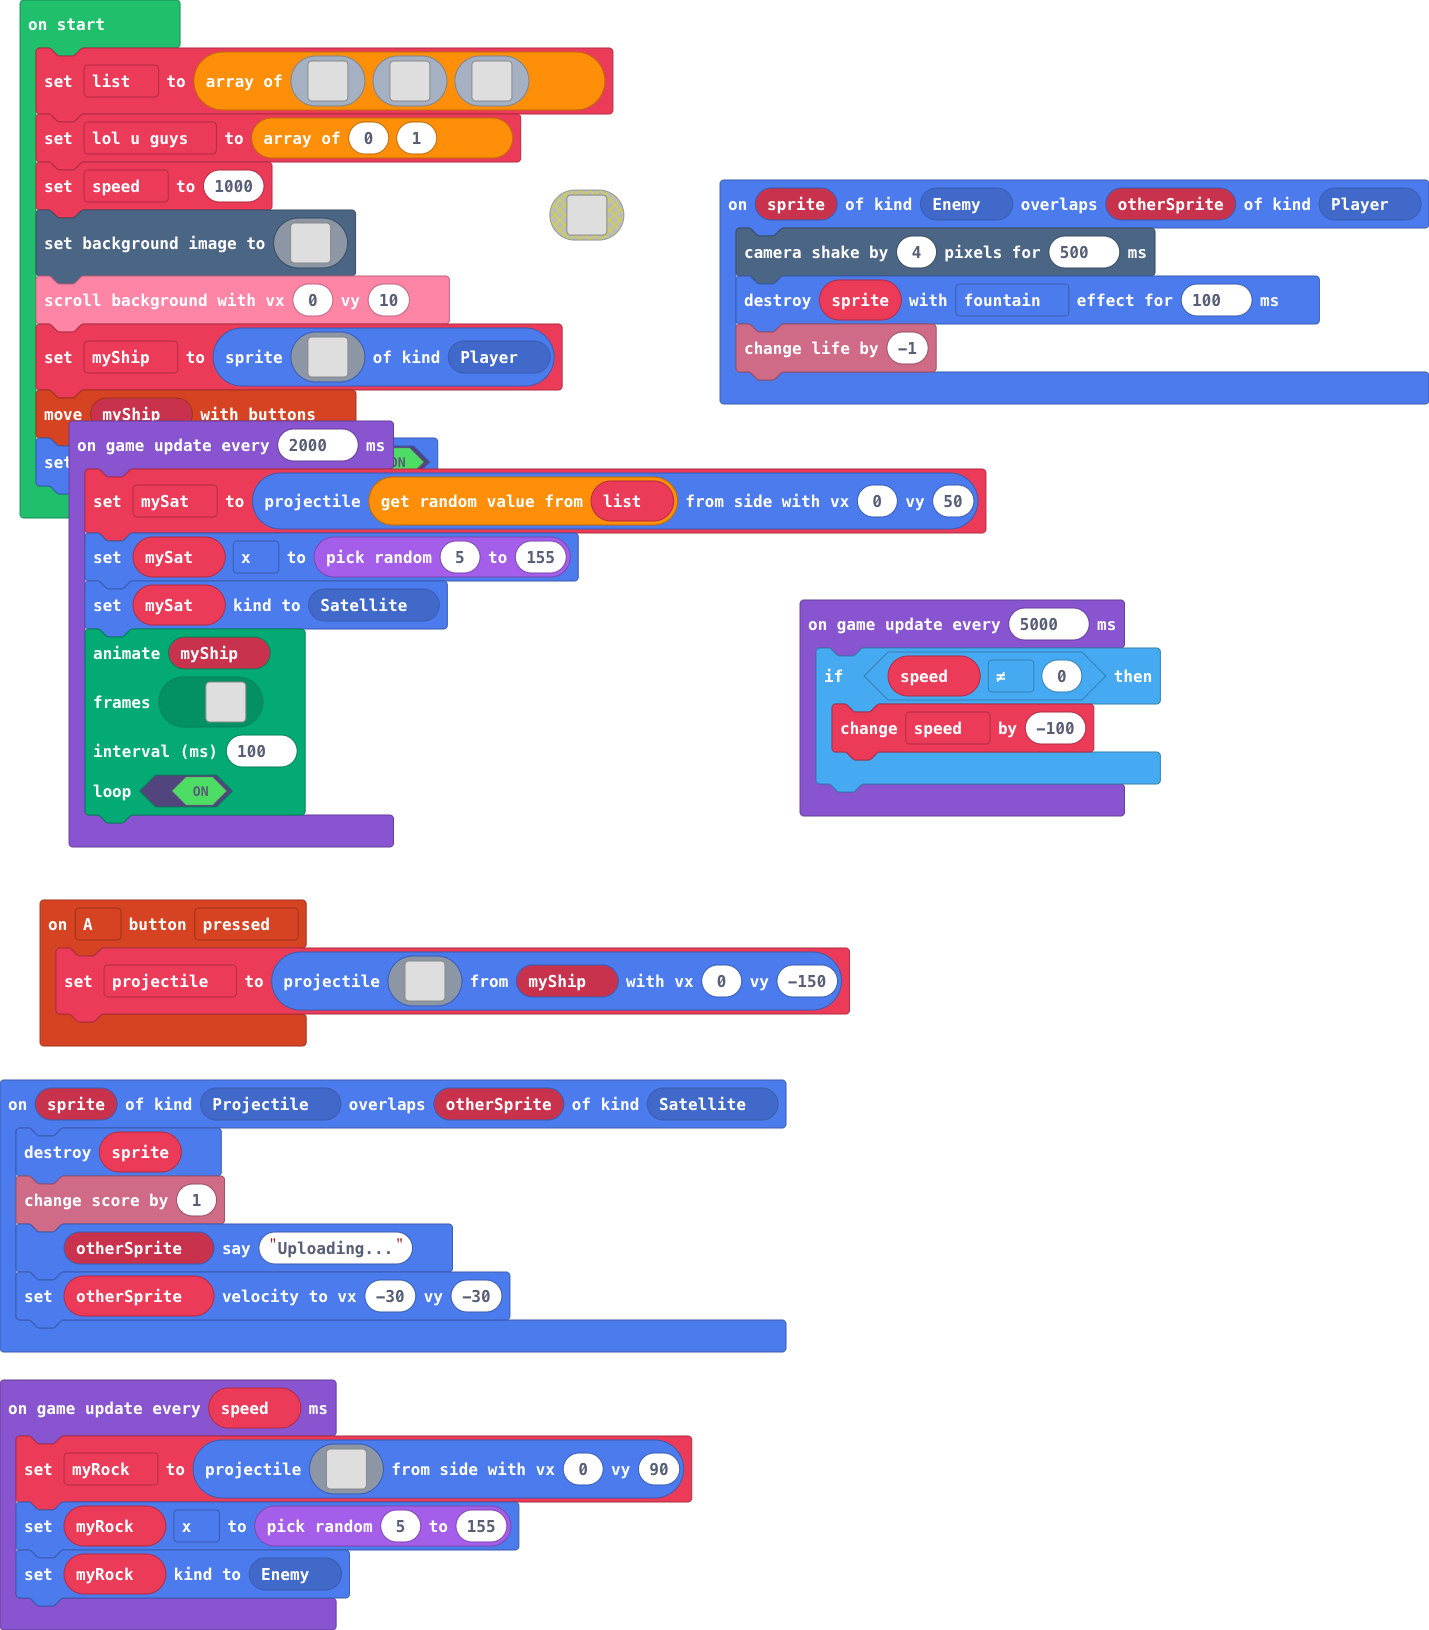 on start
set list to array of
set lol u guys to array of 0 1
set speed to 1000
set background image to
scroll background with vx 0 vy 10
set myShip to sprite of kind Player
move myShip with buttons
set ON
on game update every 2000 ms
set mySat to projectile get random value from list from side with vx 0 vy 50
set mySat x to pick random 5 to 155
set mySat kind to Satellite
animate myShip
frames
interval (ms) 100
loop ON
on sprite of kind Enemy overlaps otherSprite of kind Player
camera shake by 4 pixels for 500 ms
destroy sprite with fountain effect for 100 ms
change life by −1
on game update every 5000 ms
if speed ≠ 0 then
change speed by −100
on A button pressed
set projectile to projectile from myShip with vx 0 vy −150
on sprite of kind Projectile overlaps otherSprite of kind Satellite
destroy sprite
change score by 1
otherSprite say "Uploading..."
set otherSprite velocity to vx −30 vy −30
on game update every speed ms
set myRock to projectile from side with vx 0 vy 90
set myRock x to pick random 5 to 155
set myRock kind to Enemy